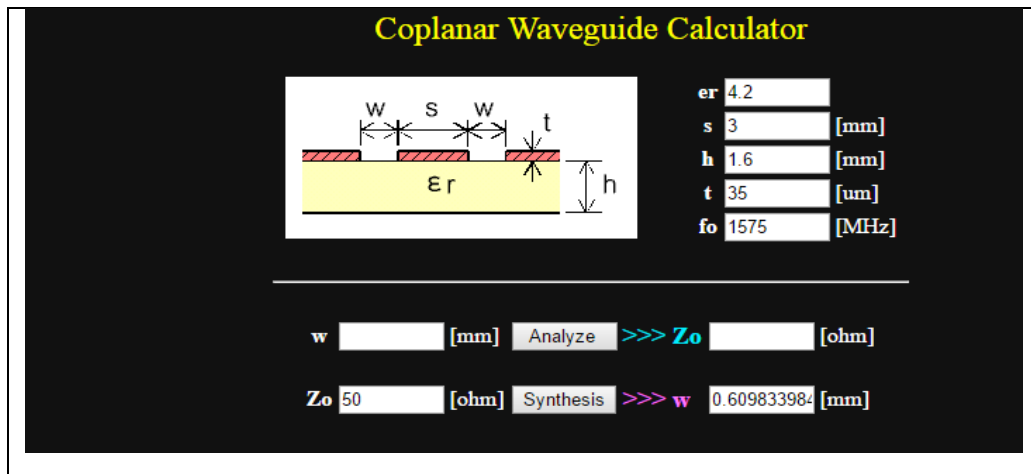 Coplanar Waveguide Calculator
er 4.2
w s w t
s 3 [mm]
h 1.6 [mm]
εr h
t 35 [um]
fo 1575 [MHz]
w [mm] Analyze >>> Zo [ohm]
Zo 50 [ohm] Synthesis >>> w 0.609833984 [mm]